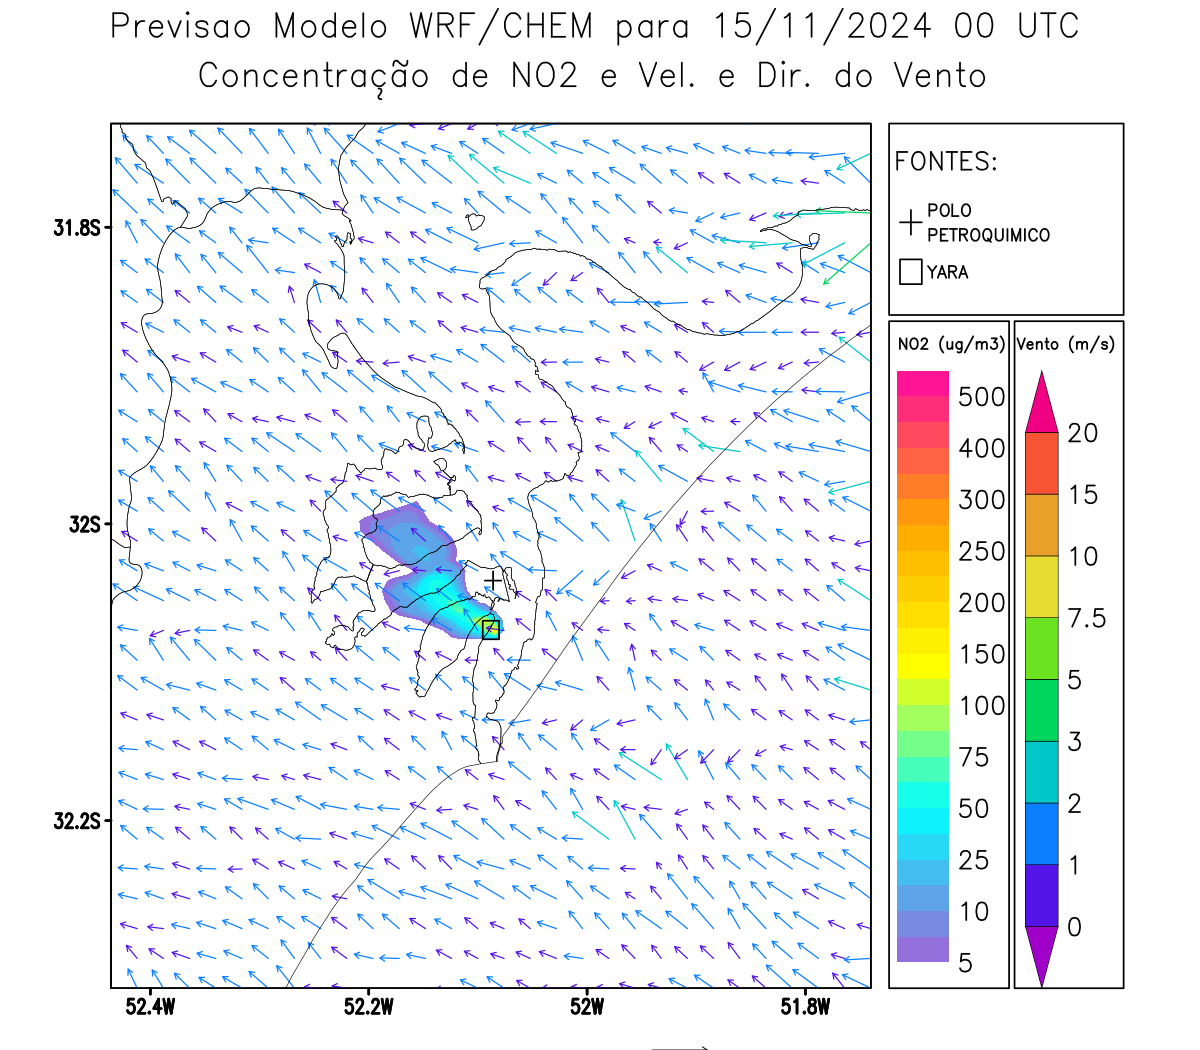 Previsao Modelo WRF/CHEM para 15/11/2024 00 UTC
Concentração de NO2 e Vel. e Dir. do Vento
FONTES:
POLO
PETROQUIMICO
YARA
31.8S
32S
32.2S
52.4W
52.2W
52W
51.8W
NO2 (ug/m3)
500
400
300
250
200
150
100
75
50
25
10
5
Vento (m/s)
20
15
10
7.5
5
3
2
1
0